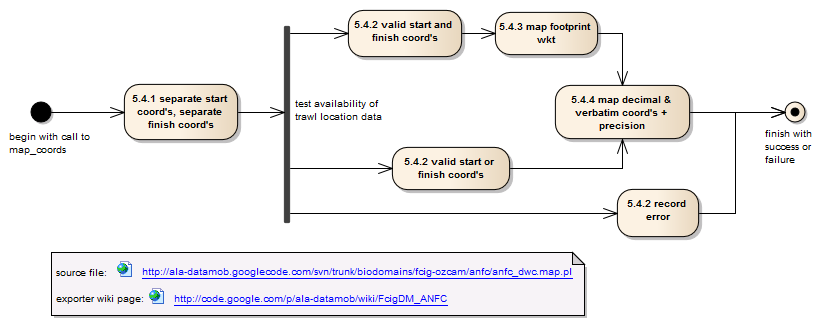 5.4.2 valid start and
finish coord's
5.4.3 map footprint
wkt
5.4.1 separate start
coord's, separate
finish coord's
test availability of
trawl location data
5.4.4 map decimal &
verbatim coord's +
precision
begin with call to
map_coords
finish with
success or
failure
5.4.2 valid start or
finish coord's
5.4.2 record
error
source file: http://ala-datamob.googlecode.com/svn/trunk/biodomains/fcig-ozcam/anfc/anfc_dwc.map.pl
exporter wiki page: http://code.google.com/p/ala-datamob/wiki/FcigDM_ANFC